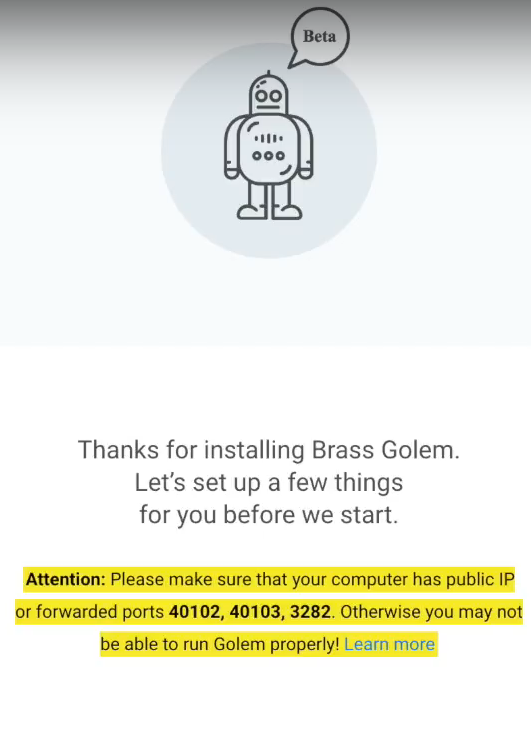 Beta
Thanks for installing Brass Golem.
Let’s set up a few things
for you before we start.
Attention: Please make sure that your computer has public IP
or forwarded ports 40102, 40103, 3282. Otherwise you may not
be able to run Golem properly! Learn more